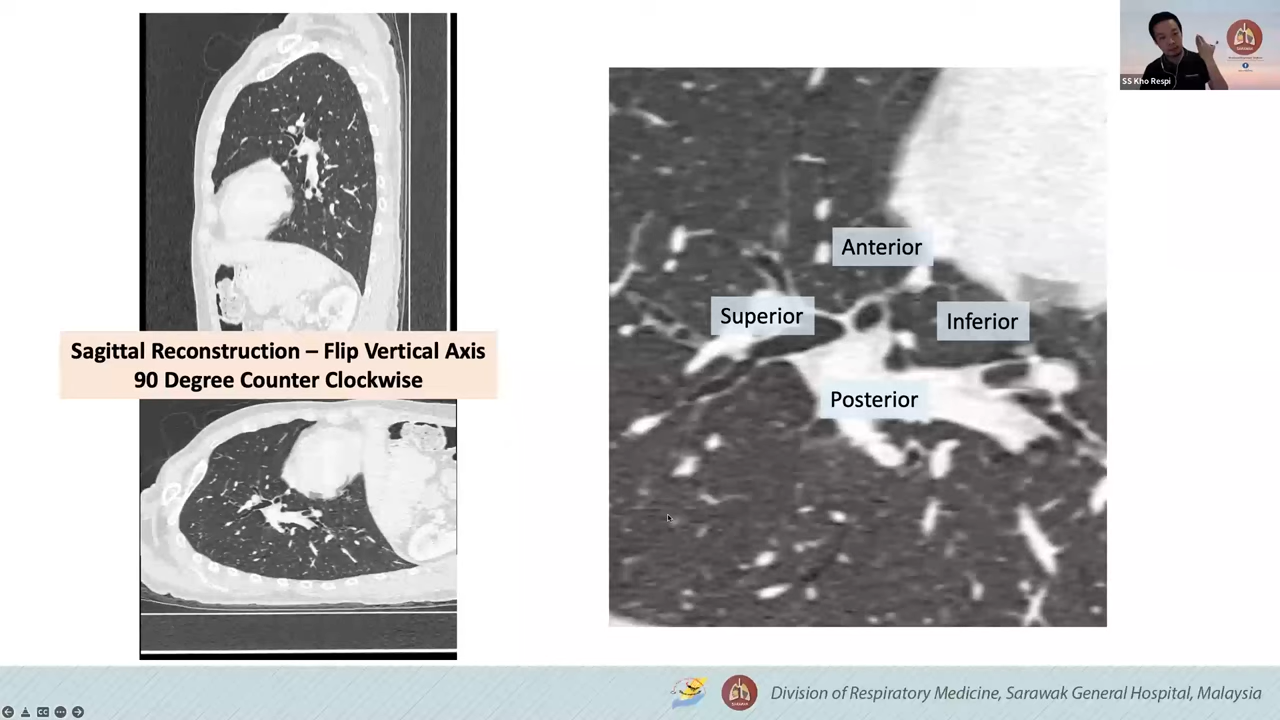 SS Kho Respi
Anterior
Superior
Inferior
Sagittal Reconstruction – Flip Vertical Axis
90 Degree Counter Clockwise
Posterior
Division of Respiratory Medicine, Sarawak General Hospital, Malaysia